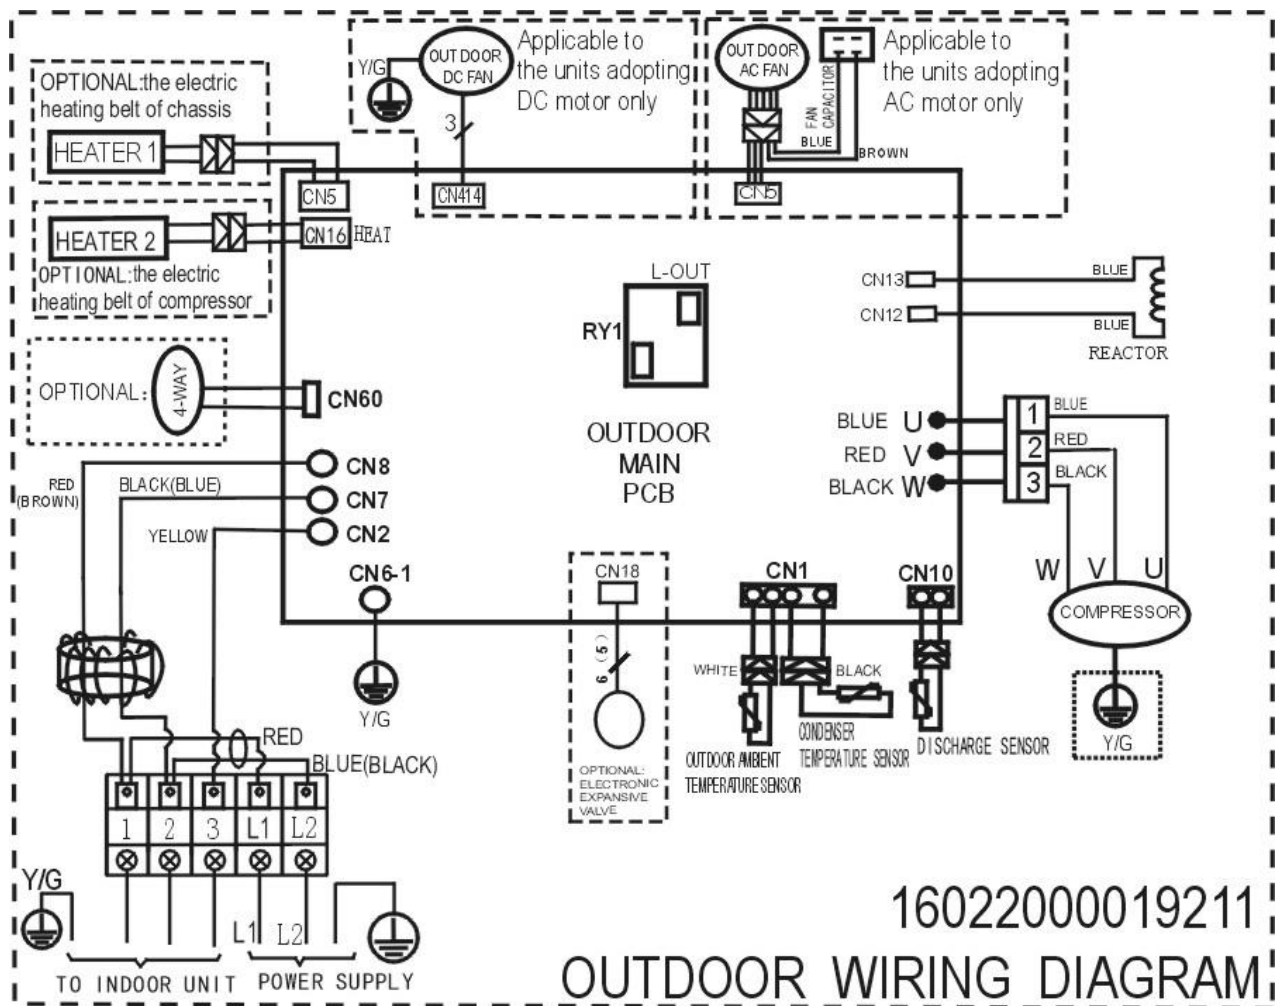 OPTIONAL:the electric
heating belt of chassis
HEATER 1
CN5
HEATER 2
CN16 HEAT
OPTIONAL:the electric
heating belt of compressor
OPTIONAL:
4-WAY
CN60
Y/G
OUTDOOR
DC FAN
3
CN414
Applicable to
the units adopting
DC motor only
OUTDOOR
AC FAN
FAN
CAPACITOR
BLUE
BROWN
CN5
Applicable to
the units adopting
AC motor only
L-OUT
RY1
OUTDOOR
MAIN
PCB
CN13
CN12
BLUE
BLUE
REACTOR
BLUE U
RED V
BLACK W
1
2
3
BLUE
RED
BLACK
W V U
COMPRESSOR
Y/G
RED
(BROWN)
BLACK(BLUE)
YELLOW
CN8
CN7
CN2
CN6-1
Y/G
CN18
6 (5)
OPTIONAL:
ELECTRONIC
EXPANSIVE
VALVE
CN1
WHITE
BLACK
OUTDOOR AMBIENT
TEMPERATURE SENSOR
CONDENSER
TEMPERATURE SENSOR
CN10
DISCHARGE SENSOR
RED
BLUE(BLACK)
1 2 3 L1 L2
Y/G
L1 L2
TO INDOOR UNIT
POWER SUPPLY
16022000019211
OUTDOOR WIRING DIAGRAM